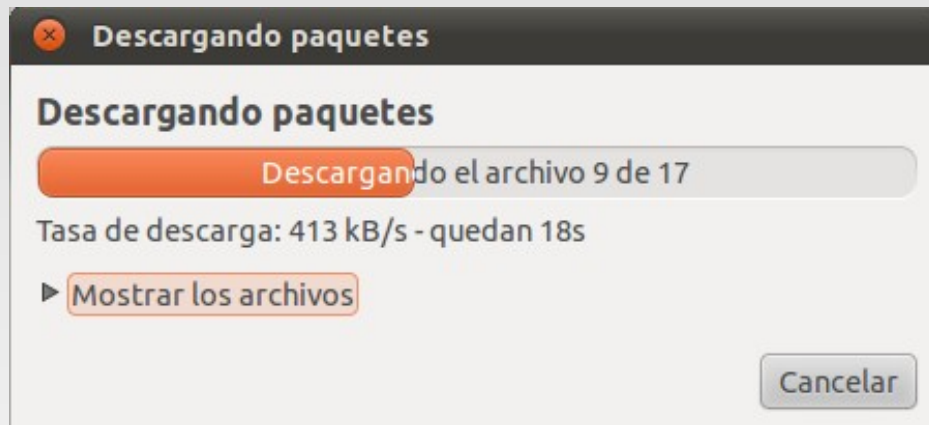 Descargando paquetes
Descargando paquetes
Descargando el archivo 9 de 17
Tasa de descarga: 413 kB/s - quedan 18s
Mostrar los archivos
Cancelar